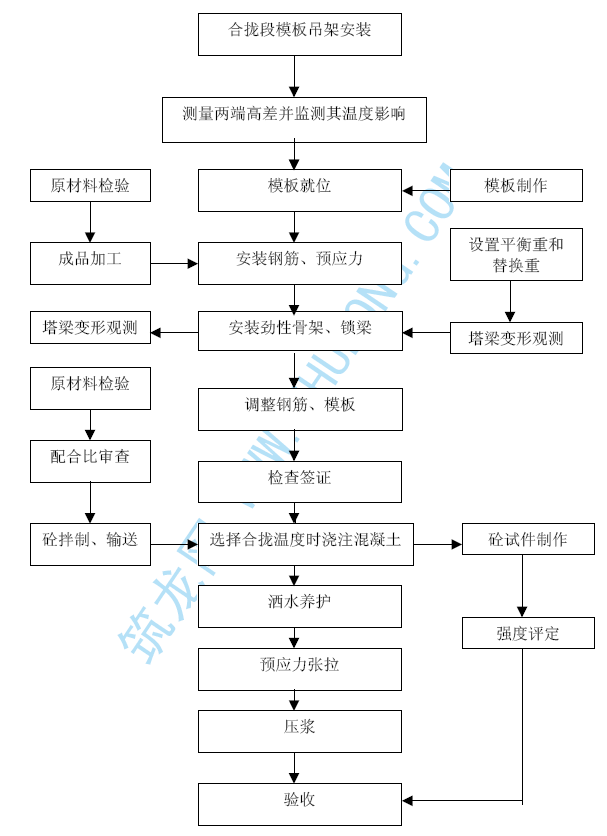 合拢段模板吊架安装
测量两端高差并监测其温度影响
原材料检验
模板就位
模板制作
成品加工
安装钢筋、预应力
设置平衡重和
替换重
塔梁变形观测
安装劲性骨架、锁梁
塔梁变形观测
原材料检验
调整钢筋、模板
配合比审查
检查签证
砼拌制、输送
选择合拢温度时浇注混凝土
砼试件制作
洒水养护
强度评定
预应力张拉
压浆
验收